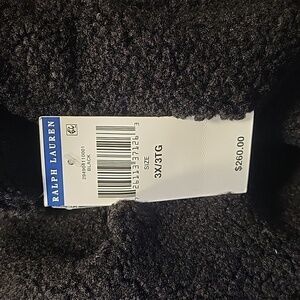 RALPH LAUREN
BLACK
SIZE
3X/3TG
$260.00